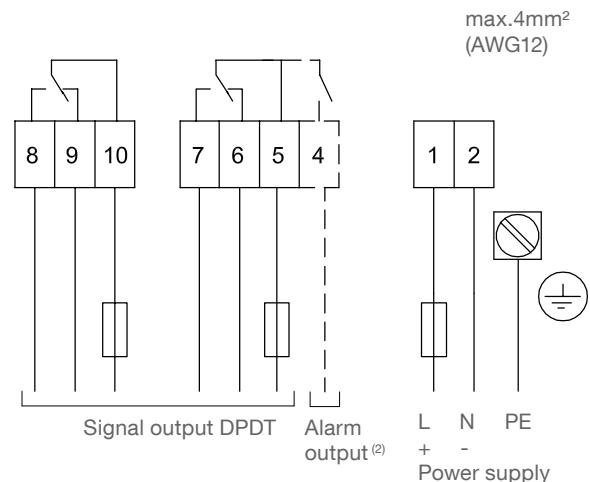 max.4mm²
(AWG12)
8 9 10 7 6 5 4 1 2
Signal output DPDT
Alarm
output (2)
L N PE
+ -
Power supply